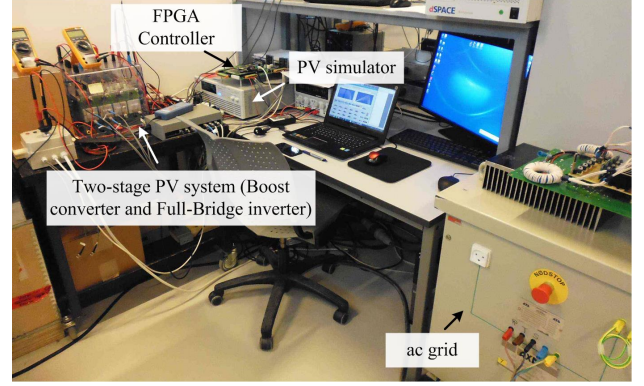 dSPACE
FPGA
Controller
PV simulator
Two-stage PV system (Boost
converter and Full-Bridge inverter)
NØDSTOP
ac grid